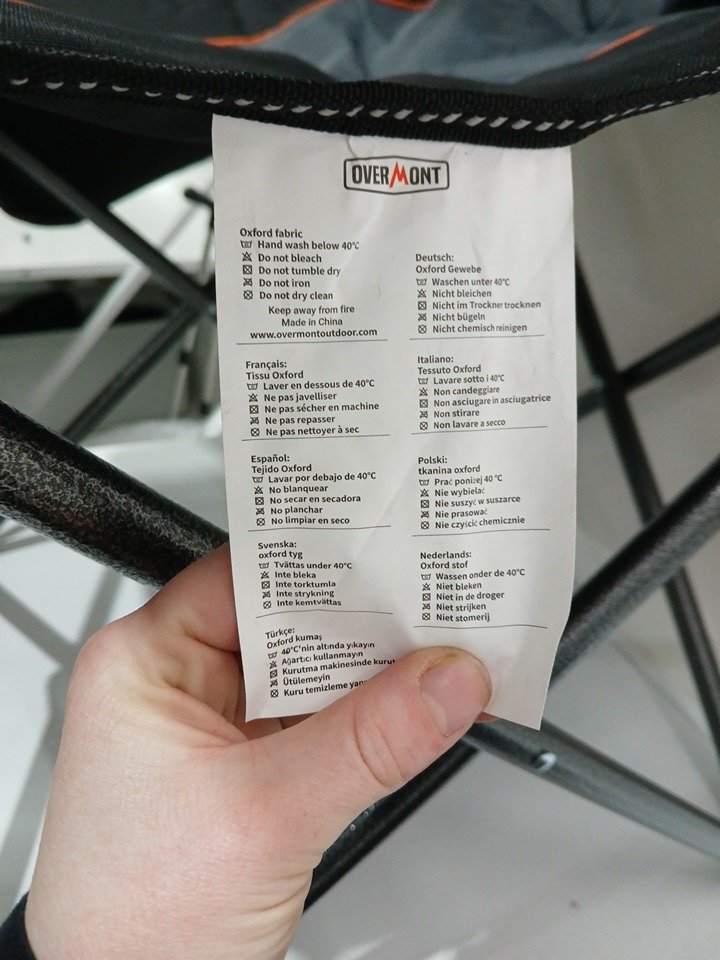 OVERMONT
Oxford fabric
Hand wash below 40℃
Do not bleach
Do not tumble dry
Do not iron
Do not dry clean
Keep away from fire
Made in China
www.overmontoutdoor.com
Deutsch:
Oxford Gewebe
Waschen unter 40℃
Nicht bleichen
Nicht im Trockner trocknen
Nicht bügeln
Nicht chemisch reinigen
Français:
Tissu Oxford
Laver en dessous de 40℃
Ne pas javelliser
Ne pas sécher en machine
Ne pas repasser
Ne pas nettoyer à sec
Italiano:
Tessuto Oxford
Lavare sotto i 40℃
Non candeggiare
Non asciugare in asciugatrice
Non stirare
Non lavare a secco
Español:
Tejido Oxford
Lavar por debajo de 40℃
No blanquear
No secar en secadora
No planchar
No limpiar en seco
Polski:
tkanina oxford
Prać poniżej 40 ℃
Nie wybielać
Nie suszyć w suszarce
Nie prasować
Nie czyścić chemicznie
Svenska:
oxford tyg
Tvättas under 40℃
Inte bleka
Inte torktumla
Inte strykning
Inte kemtvättas
Nederlands:
Oxford stof
Wassen onder de 40℃
Niet bleken
Niet in de droger
Niet strijken
Niet stomerij
Türkçe:
Oxford kumaş
40℃'nin altında yıkayın
Ağartıcı kullanmayın
Kurutma makinesinde
Ütülemeyin
Kuru temizleme